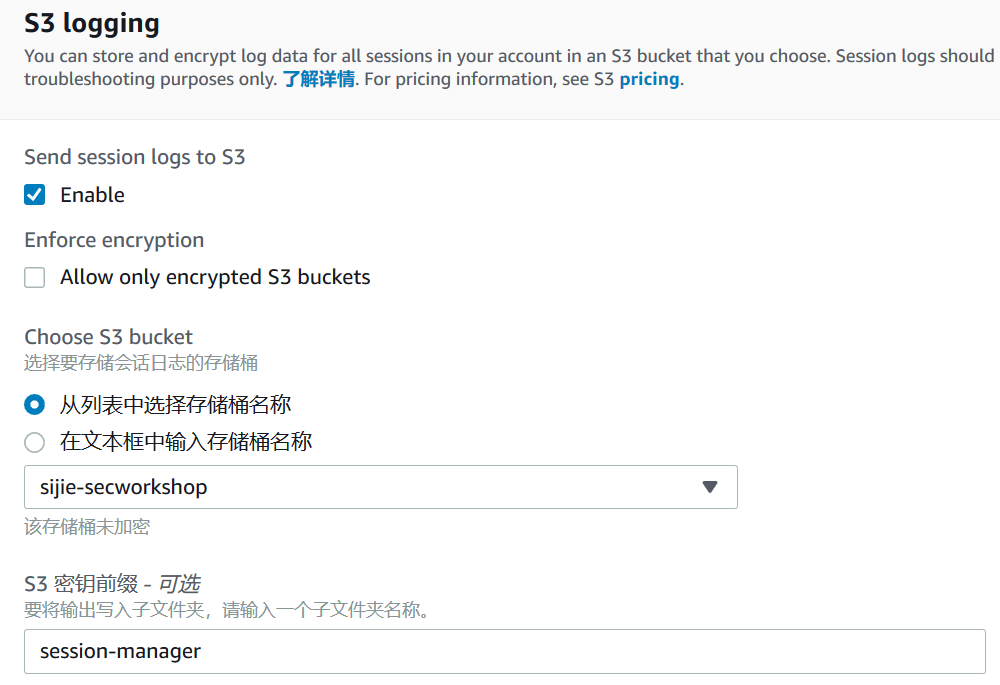 S3 logging
You can store and encrypt log data for all sessions in your account in an S3 bucket that you choose. Session logs should
troubleshooting purposes only. 了解详情. For pricing information, see S3 pricing.
Send session logs to S3
Enable
Enforce encryption
Allow only encrypted S3 buckets
Choose S3 bucket
选择要存储会话日志的存储桶
从列表中选择存储桶名称
在文本框中输入存储桶名称
sijie-secworkshop
该存储桶未加密
S3 密钥前缀 - 可选
要将输出写入子文件夹，请输入一个子文件夹名称。
session-manager